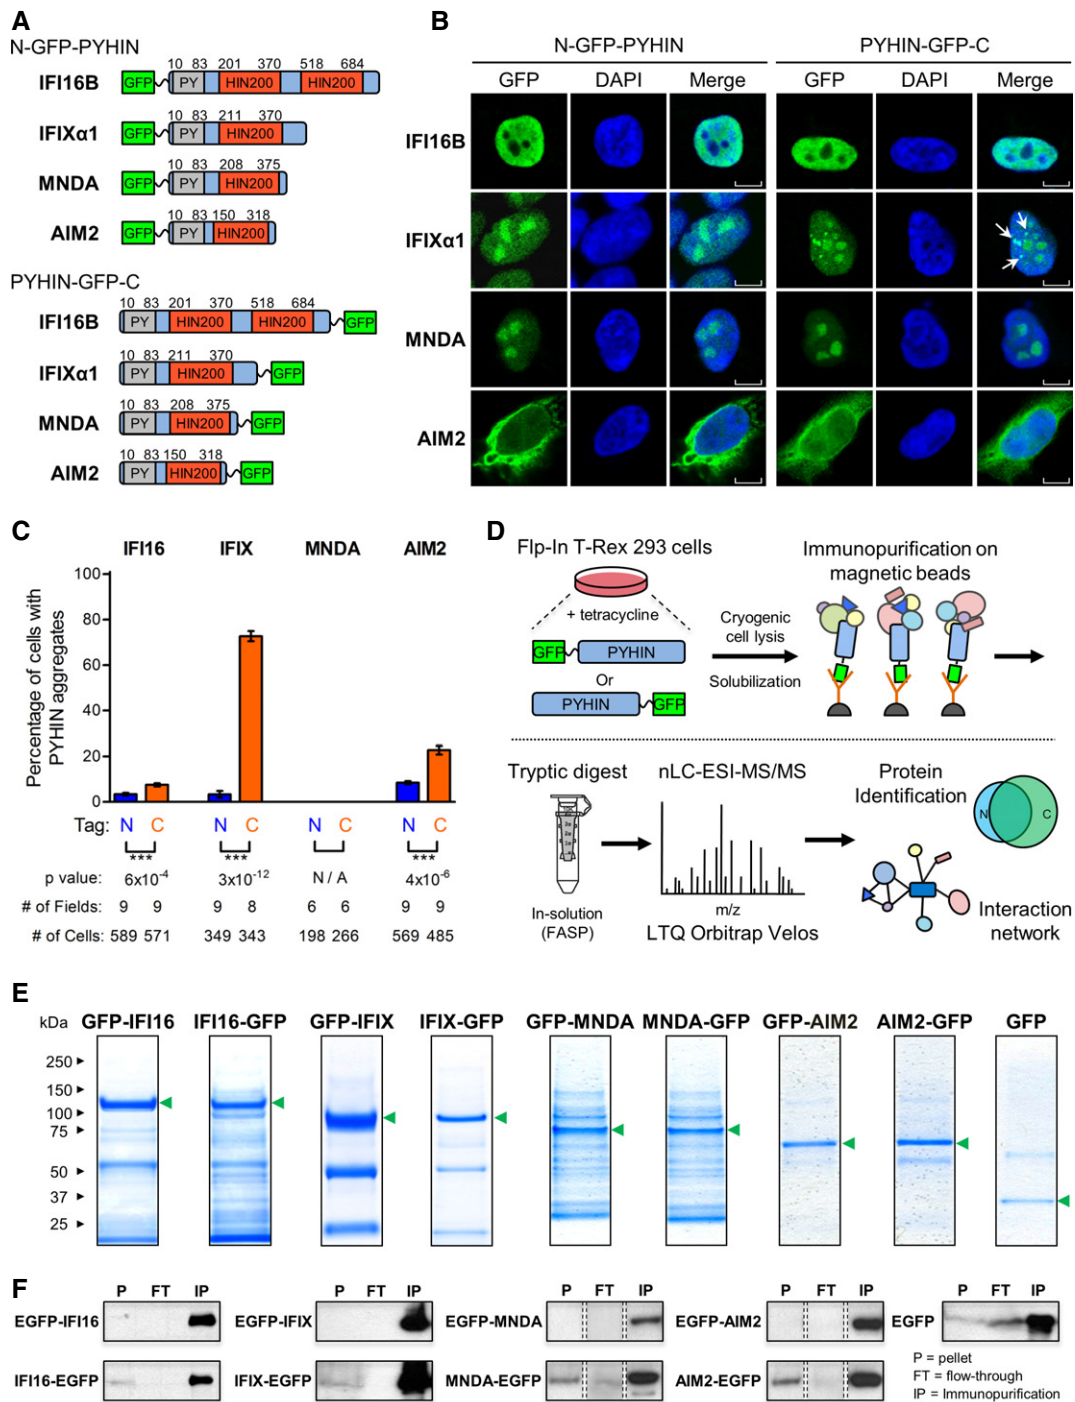 A
N-GFP-PYHIN
10 83 201 370 518 684
IFI16B GFP PY HIN200 HIN200
10 83 211 370
IFIXα1 GFP PY HIN200
10 83 208 375
MNDA GFP PY HIN200
10 83 150 318
AIM2 GFP PY HIN200
PYHIN-GFP-C
10 83 201 370 518 684
IFI16B PY HIN200 HIN200 GFP
10 83 211 370
IFIXα1 PY HIN200 GFP
10 83 208 375
MNDA PY HIN200 GFP
10 83 150 318
AIM2 PY HIN200 GFP
B
N-GFP-PYHIN PYHIN-GFP-C
GFP DAPI Merge GFP DAPI Merge
IFI16B
IFIXα1
MNDA
AIM2
C
IFI16 IFIX MNDA AIM2
Percentage of cells with
PYHIN aggregates
100
80
60
40
20
0
Tag: N C N C N C N C
*** *** ***
p value: 6x10⁻⁴ 3x10⁻¹² N / A 4x10⁻⁶
# of Fields: 9 9 9 8 6 6 9 9
# of Cells: 589 571 349 343 198 266 569 485
D
Flp-In T-Rex 293 cells
+ tetracycline
GFP PYHIN
Or
PYHIN GFP
Cryogenic
cell lysis
Solubilization
Immunopurification on
magnetic beads
Tryptic digest
In-solution
(FASP)
nLC-ESI-MS/MS
m/z
LTQ Orbitrap Velos
Protein
Identification
N C
Interaction
network
E
kDa GFP-IFI16 IFI16-GFP GFP-IFIX IFIX-GFP GFP-MNDA MNDA-GFP GFP-AIM2 AIM2-GFP GFP
250
150
100
75
50
37
25
F
P FT IP P FT IP P FT IP P FT IP P FT IP
EGFP-IFI16 EGFP-IFIX EGFP-MNDA EGFP-AIM2 EGFP
IFI16-EGFP IFIX-EGFP MNDA-EGFP AIM2-EGFP
P = pellet
FT = flow-through
IP = Immunopurification